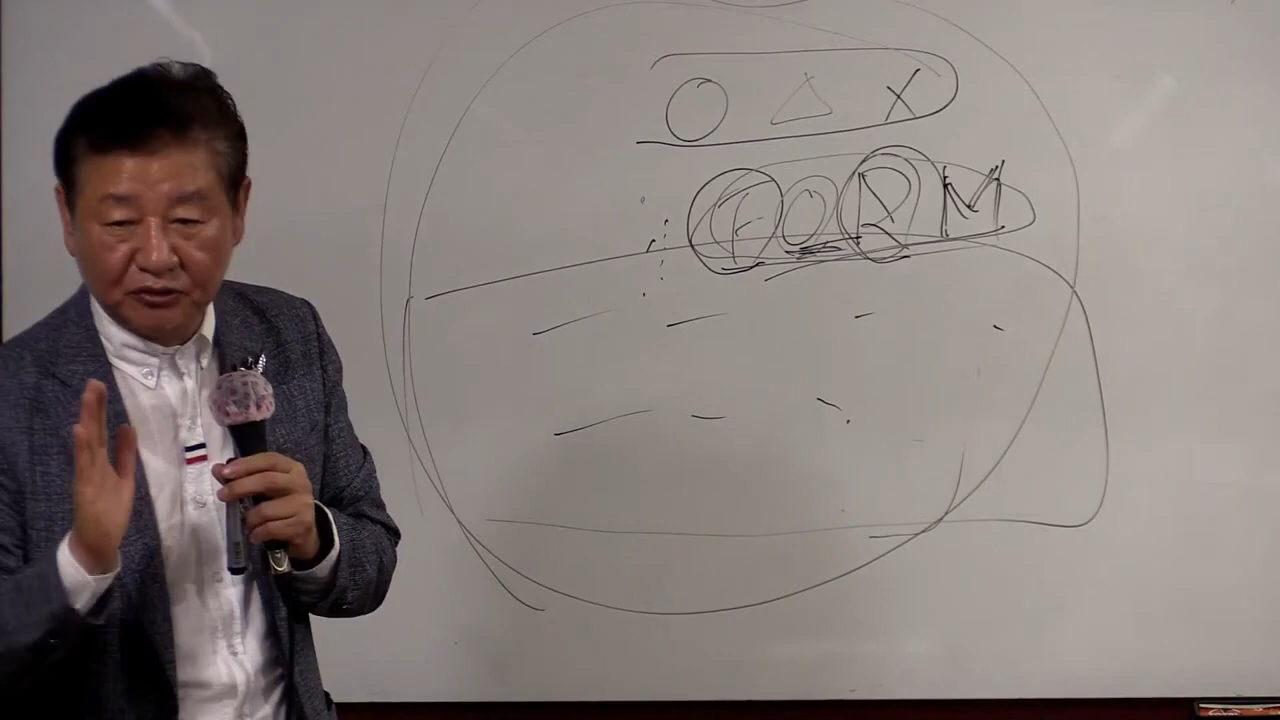 ○ △ X
FORM